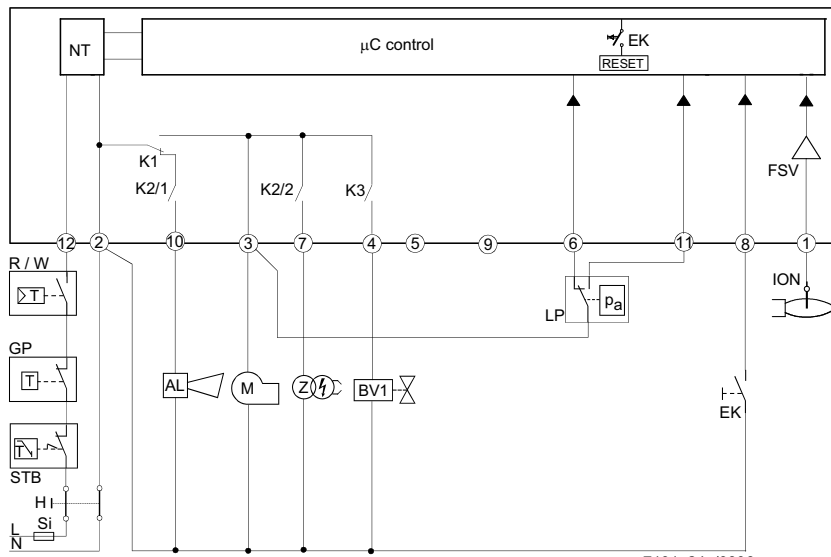 NT
µC control
EK
RESET
K1
K2/1
K2/2
K3
FSV
12
2
10
3
7
4
5
9
6
11
8
1
R / W
T
ION
LP
pa
GP
T
AL
M
Z
BV1
EK
T
STB
H
Si
L
N